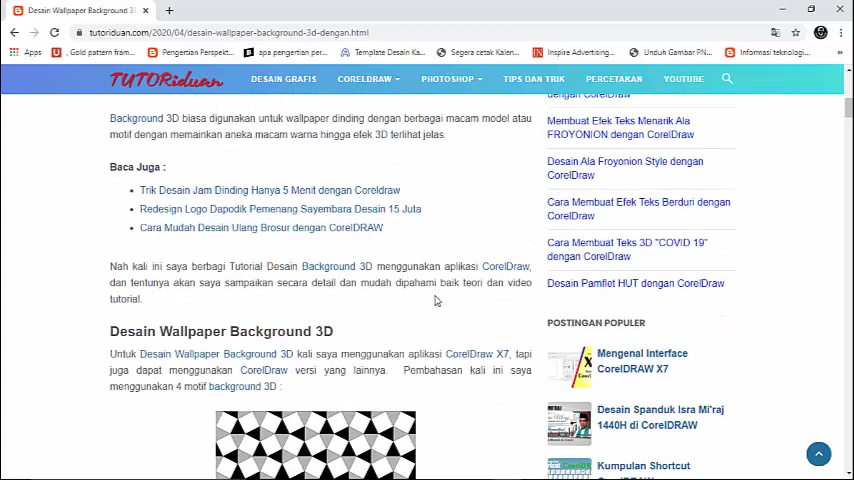 Desain Wallpaper Background 3D
tutoriduan.com/2020/04/desain-wallpaper-background-3d-dengan.html
Apps
, Gold pattern fram...
Pengertian Perspekt...
apa pengertian per...
Template Desain Ka...
Segera cetak Kalen...
Inspire Advertising...
Unduh Gambar PN...
Informasi teknologi...
TUTORiduan
DESAIN GRAFIS
CORELDRAW
PHOTOSHOP
TIPS DAN TRIK
PERCETAKAN
YOUTUBE
Background 3D biasa digunakan untuk wallpaper dinding dengan berbagai macam model atau
motif dengan memainkan aneka macam warna hingga efek 3D terlihat jelas.
Baca Juga :
Trik Desain Jam Dinding Hanya 5 Menit dengan Coreldraw
Redesign Logo Dapodik Pemenang Sayembara Desain 15 Juta
Cara Mudah Desain Ulang Brosur dengan CorelDRAW
Nah kali ini saya berbagi Tutorial Desain Background 3D menggunakan aplikasi CorelDraw,
dan tentunya akan saya sampaikan secara detail dan mudah dipahami baik teori dan video
tutorial.
Desain Wallpaper Background 3D
Untuk Desain Wallpaper Background 3D kali saya menggunakan aplikasi CorelDraw X7, tapi
juga dapat menggunakan CorelDraw versi yang lainnya. Pembahasan kali ini saya
menggunakan 4 motif background 3D :
dengan CorelDraw
Membuat Efek Teks Menarik Ala
FROYONION dengan CorelDraw
Desain Ala Froyonion Style dengan
CorelDraw
Cara Membuat Efek Teks Berduri dengan
CorelDraw
Cara Membuat Teks 3D "COVID 19"
dengan CorelDraw
Desain Pamflet HUT dengan CorelDraw
POSTINGAN POPULER
Mengenal Interface
CorelDRAW X7
Desain Spanduk Isra Mi'raj
1440H di CorelDRAW
Kumpulan Shortcut